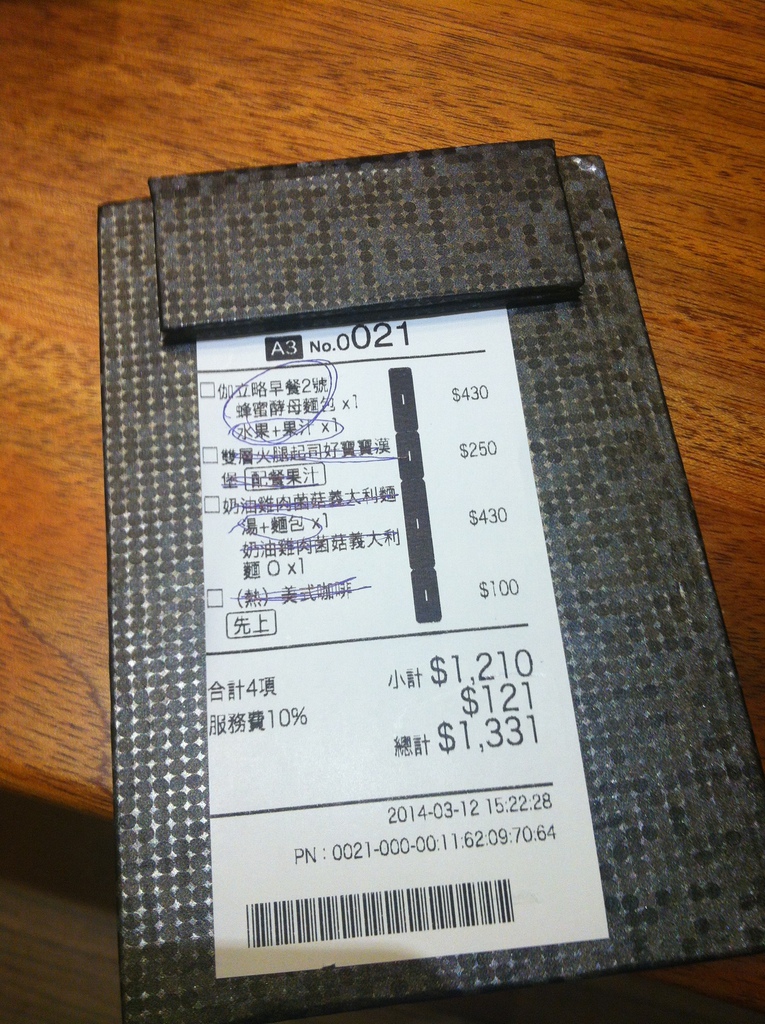 A3 No.0021
□伽立略早餐2號 1 $430
蜂蜜酵母麵包 x1
水果+果汁 x1
□雙層火腿起司好寶寶漢 1 $250
堡 配餐果汁
□奶油雞肉菌菇義大利麵 1 $430
湯+麵包 x1
奶油雞肉菌菇義大利
麵 O x1
□ (熱) 美式咖啡 1 $100
先上
合計4項 小計 $1,210
服務費10% $121
總計 $1,331
2014-03-12 15:22:28
PN : 0021-000-00:11:62:09:70:64